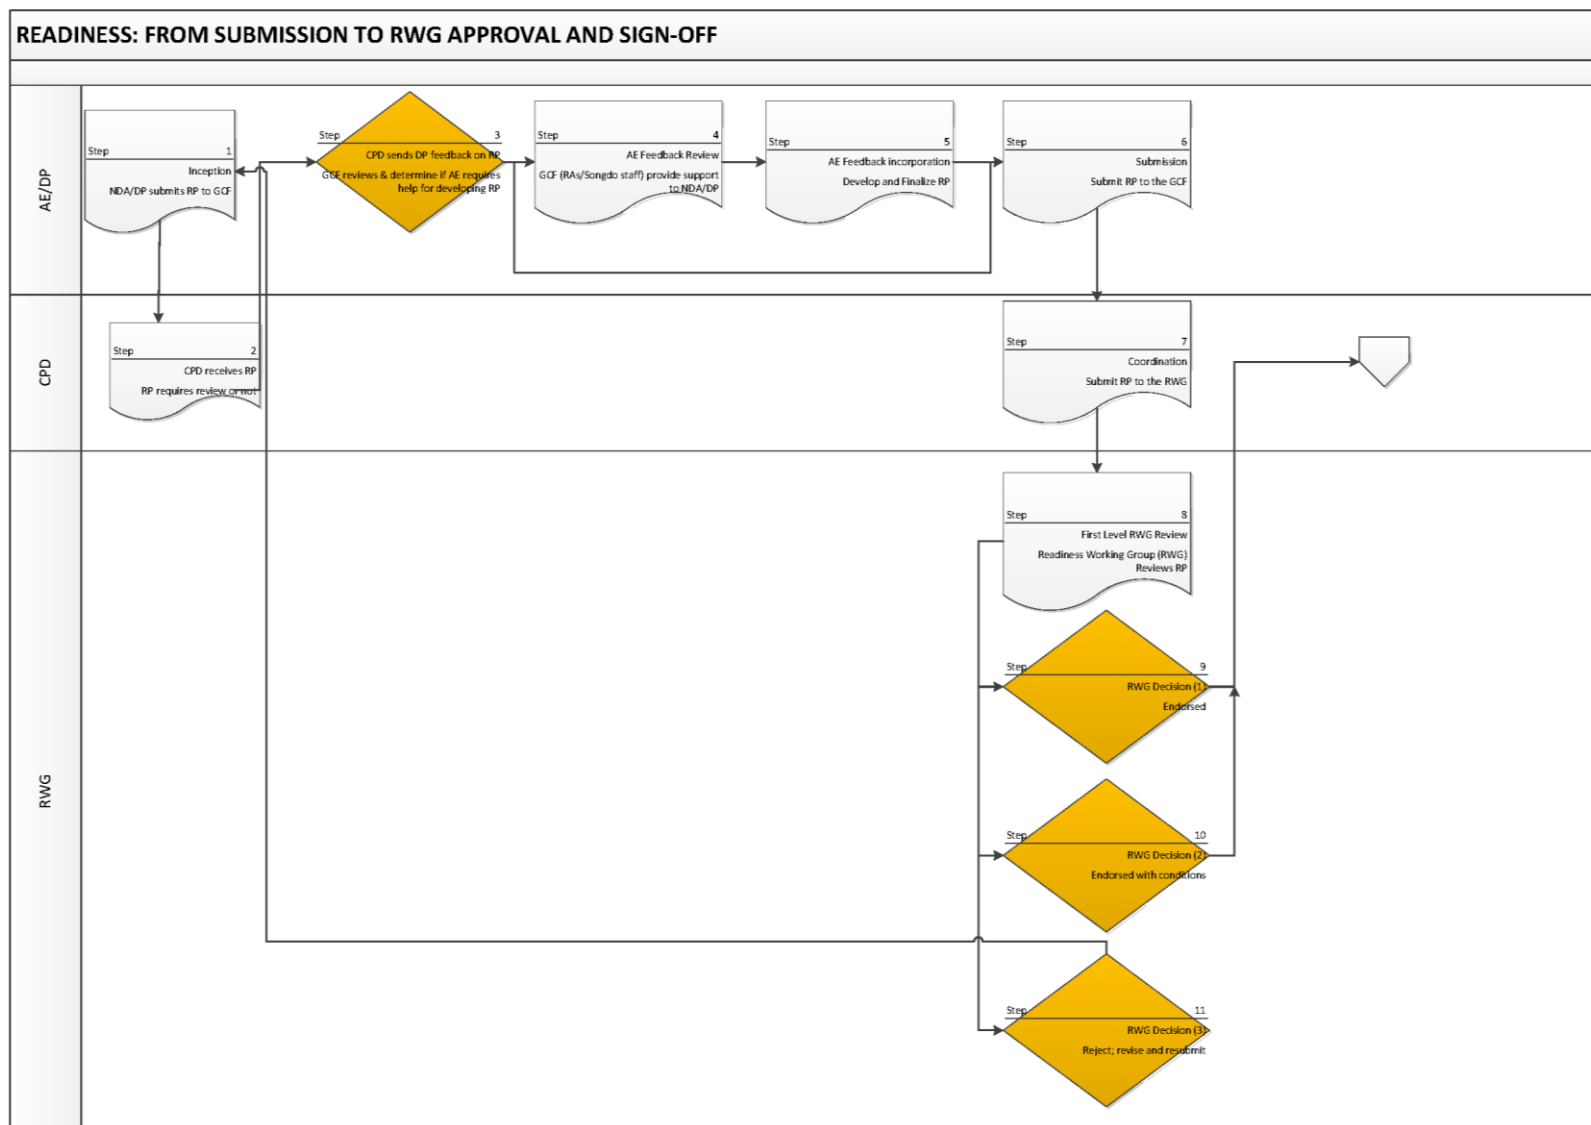 READINESS: FROM SUBMISSION TO RWG APPROVAL AND SIGN-OFF
AE/DP
Step 1
Inception
NDA/DP submits RP to GCF
Step 3
CPD sends DP feedback on RP
GCF reviews & determine if AE requires
help for developing RP
Step 4
AE Feedback Review
GCF (RAs/Songdo staff) provide support
to NDA/DP
Step 5
AE Feedback incorporation
Develop and Finalize RP
Step 6
Submission
Submit RP to the GCF
CPD
Step 2
CPD receives RP
RP requires review or not
Step 7
Coordination
Submit RP to the RWG
RWG
Step 8
First Level RWG Review
Readiness Working Group (RWG)
Reviews RP
Step 9
RWG Decision (1)
Endorsed
Step 10
RWG Decision (2)
Endorsed with conditions
Step 11
RWG Decision (3)
Reject; revise and resubmit